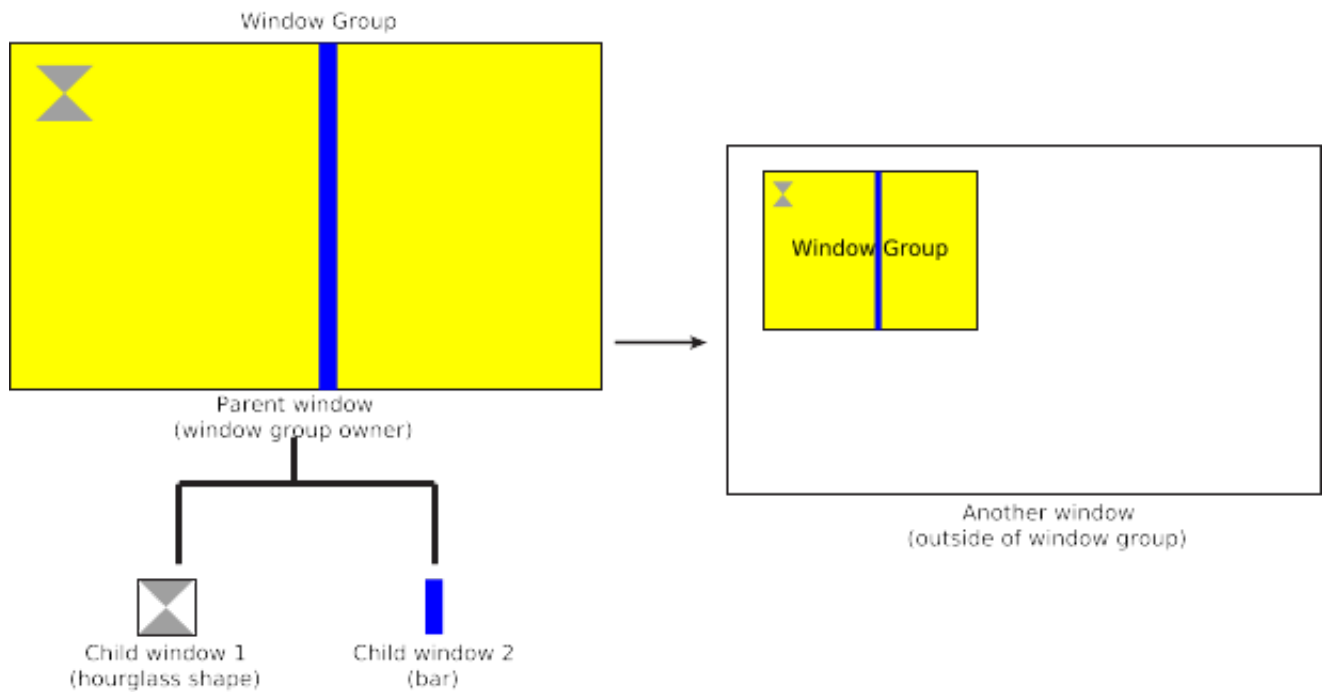 Window Group
Window Group
Parent window
(window group owner)
Another window
(outside of window group)
Child window 1
(hourglass shape)
Child window 2
(bar)